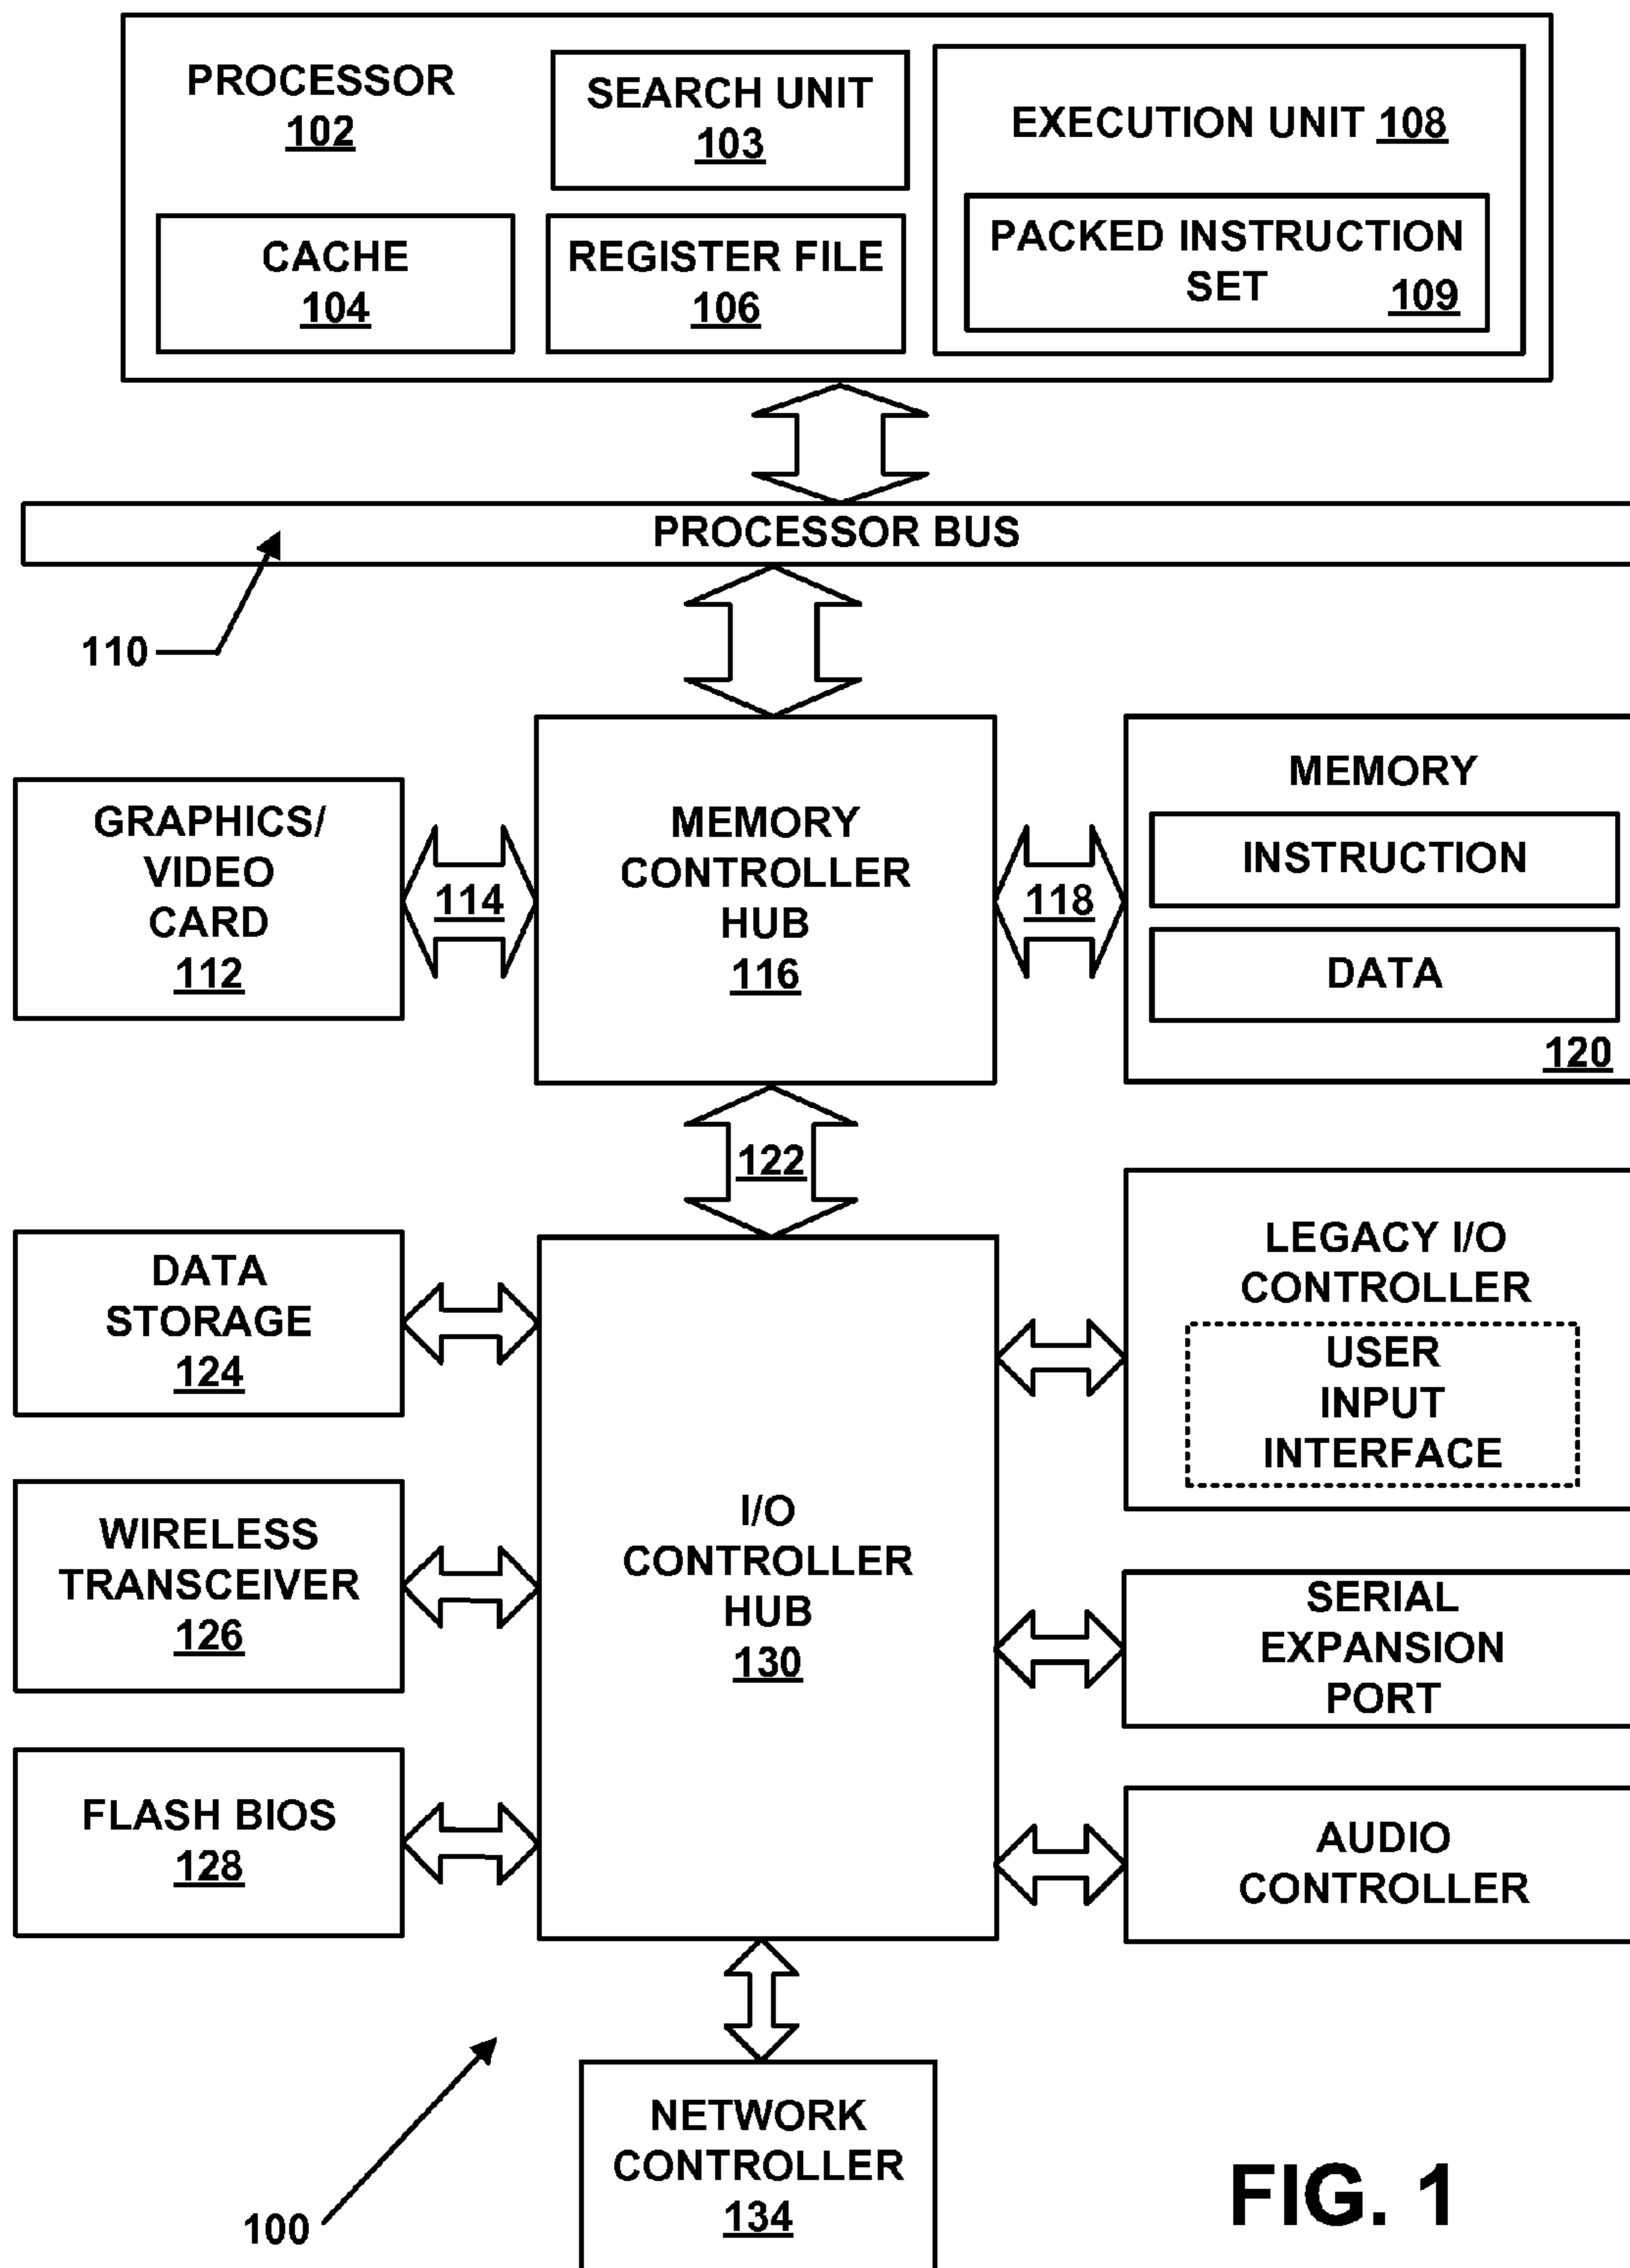 PROCESSOR
102
SEARCH UNIT
103
EXECUTION UNIT 108
CACHE
104
REGISTER FILE
106
PACKED INSTRUCTION
SET 109
PROCESSOR BUS
110
GRAPHICS/
VIDEO
CARD
112
114
MEMORY
CONTROLLER
HUB
116
118
MEMORY
INSTRUCTION
DATA
120
122
DATA
STORAGE
124
LEGACY I/O
CONTROLLER
USER
INPUT
INTERFACE
WIRELESS
TRANSCEIVER
126
I/O
CONTROLLER
HUB
130
SERIAL
EXPANSION
PORT
FLASH BIOS
128
AUDIO
CONTROLLER
NETWORK
CONTROLLER
134
100
FIG. 1